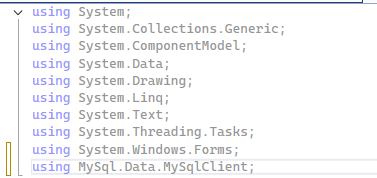 using System;
using System.Collections.Generic;
using System.ComponentModel;
using System.Data;
using System.Drawing;
using System.Linq;
using System.Text;
using System.Threading.Tasks;
using System.Windows.Forms;
using MySql.Data.MySqlClient;